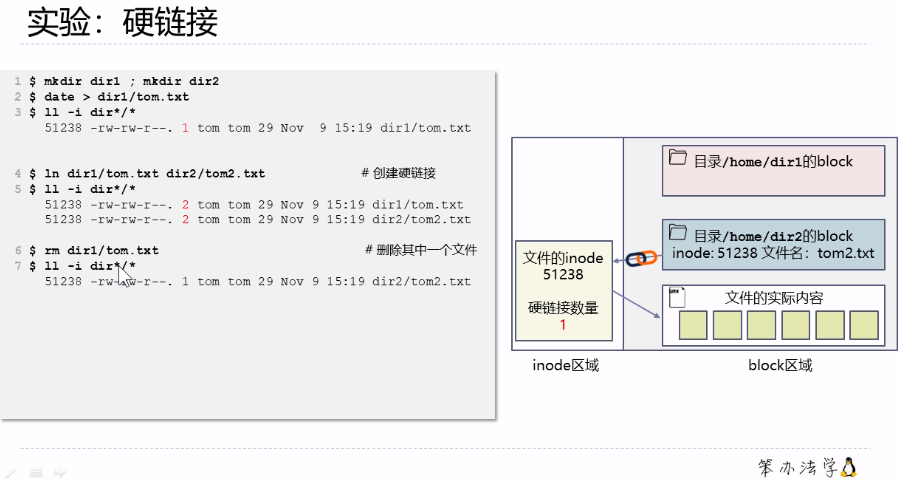 实验：硬链接
1 $ mkdir dir1 ; mkdir dir2
2 $ date > dir1/tom.txt
3 $ ll -i dir*/*
51238 -rw-rw-r--. 1 tom tom 29 Nov  9 15:19 dir1/tom.txt
4 $ ln dir1/tom.txt dir2/tom2.txt # 创建硬链接
5 $ ll -i dir*/*
51238 -rw-rw-r--. 2 tom tom 29 Nov 9 15:19 dir1/tom.txt
51238 -rw-rw-r--. 2 tom tom 29 Nov 9 15:19 dir2/tom2.txt
6 $ rm dir1/tom.txt # 删除其中一个文件
7 $ ll -i dir*/*
51238 -rw-rw-r--. 1 tom tom 29 Nov 9 15:19 dir2/tom2.txt
目录/home/dir1的block
目录/home/dir2的block
inode: 51238 文件名：tom2.txt
文件的inode
51238
硬链接数量
1
文件的实际内容
inode区域
block区域
笨办法学